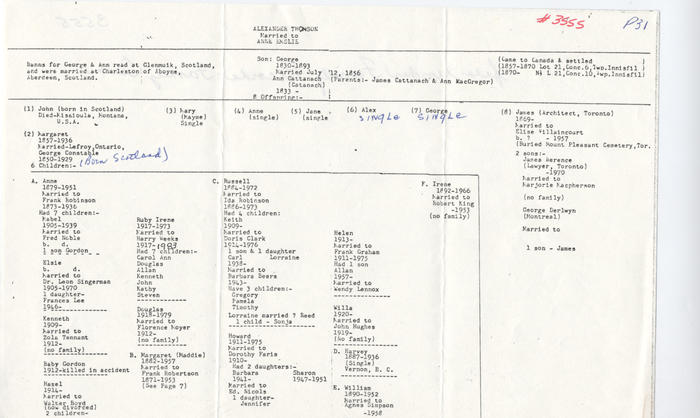 # 3555
P31
ALEXANDER THOMSON
Married to
ANNE EMSLIE
Banns for George & Ann read at Glenmuik, Scotland,
and were married at Charleston of Aboyne,
Aberdeen, Scotland.
Son: George
1830-1893
Married July '12, 1856
Ann Cattanach (Parents:- James Cattanach & Ann MacGregor)
(Catanach)
1833 -
8 Offspring:-
(Came to Canada & settled
(1857-1870 Lot 21, Conc.6, Twp.Innisfil)
(1870- N½ L 21, Conc.10, Twp.Innisfil)
(1) John (born in Scotland)
Died-Missoula, Montana,
U.S.A.
(3) Mary
(Mayme)
Single
(4) Anne
(single)
(5) Jane
(single
(6) Alex
SINGLE
(7) George
SINGLE
(8) James (Architect, Toronto)
1869-
Married to
Elise Villaincourt
b. ? - 1957
(Buried Mount Pleasant Cemetery, Tor.
2 sons:-
James Berence
(Lawyer, Toronto)
-1970
Married to
Marjorie Macpherson
(no family)
George Derlwyn
(Montreal)
Married to
1 son - James
(2) Margaret
1857-1936
Married-Lefroy, Ontario,
George Constable
1850-1929 (Born Scotland)
6 Children:-
A. Anne
1879-1951
Married to
Frank Robinson
1873-1936
Had 7 children:-
Mabel
1905-1939
Married to
Fred Noble
b. d.
1 son Gordon
Elsie
b. d.
Married to
Dr. Leon Singerman
1905-1970
1 daughter-
Frances Lee
1946-
Kenneth
1909-
Married to
Zola Tennant
1912-
(no family)
Baby Gordon
1912-killed in accident
Hazel
1914-
Married to
Walter Boyd
(now divorced)
2 children-
Ruby Irene
1917-1973
Married to
Harry Weeks
1917-1983
Had 7 children:-
Carol Ann
Douglas
Allan
Kenneth
John
Kathy
Steven
Douglas
1918-1979
Married to
Florence Moyer
1912-
(no family)
B. Margaret (Maddie)
1882-1957
Married to
Frank Robertson
1871-1953
(See Page 7)
C. Russell
1884-1972
Married to
Ida Robinson
1886-1973
Had 4 children:
Keith
1909-
Married to
Doris Clark
1914-1976
1 son & 1 daughter
Carl Lorraine
1938-
Married to
Barbara Beers
1943-
Have 3 children:-
Gregory
Pamela
Timothy
Lorraine married ? Reed
1 child - Sonja
Howard
1911-1975
Married to
Dorothy Faris
1910-
Had 2 daughters:-
Barbara Sharon
1941- 1947-1951
Married to
Ed. Nicols
1 daughter-
Jennifer
Helen
1913-
Married to
Frank Graham
1911-1975
Had 1 son
Allan
1957-
Married to
Wendy Lennox
Willa
1920-
Married to
John Hughes
1919-
(No family)
D. Harvey
1887-1936
(Single)
Vernon, B. C.
E. William
1890-1952
Married to
Agnes Simpson
-1958
F. Irene
1892-1966
Married to
Robert King
-1953
(no family)